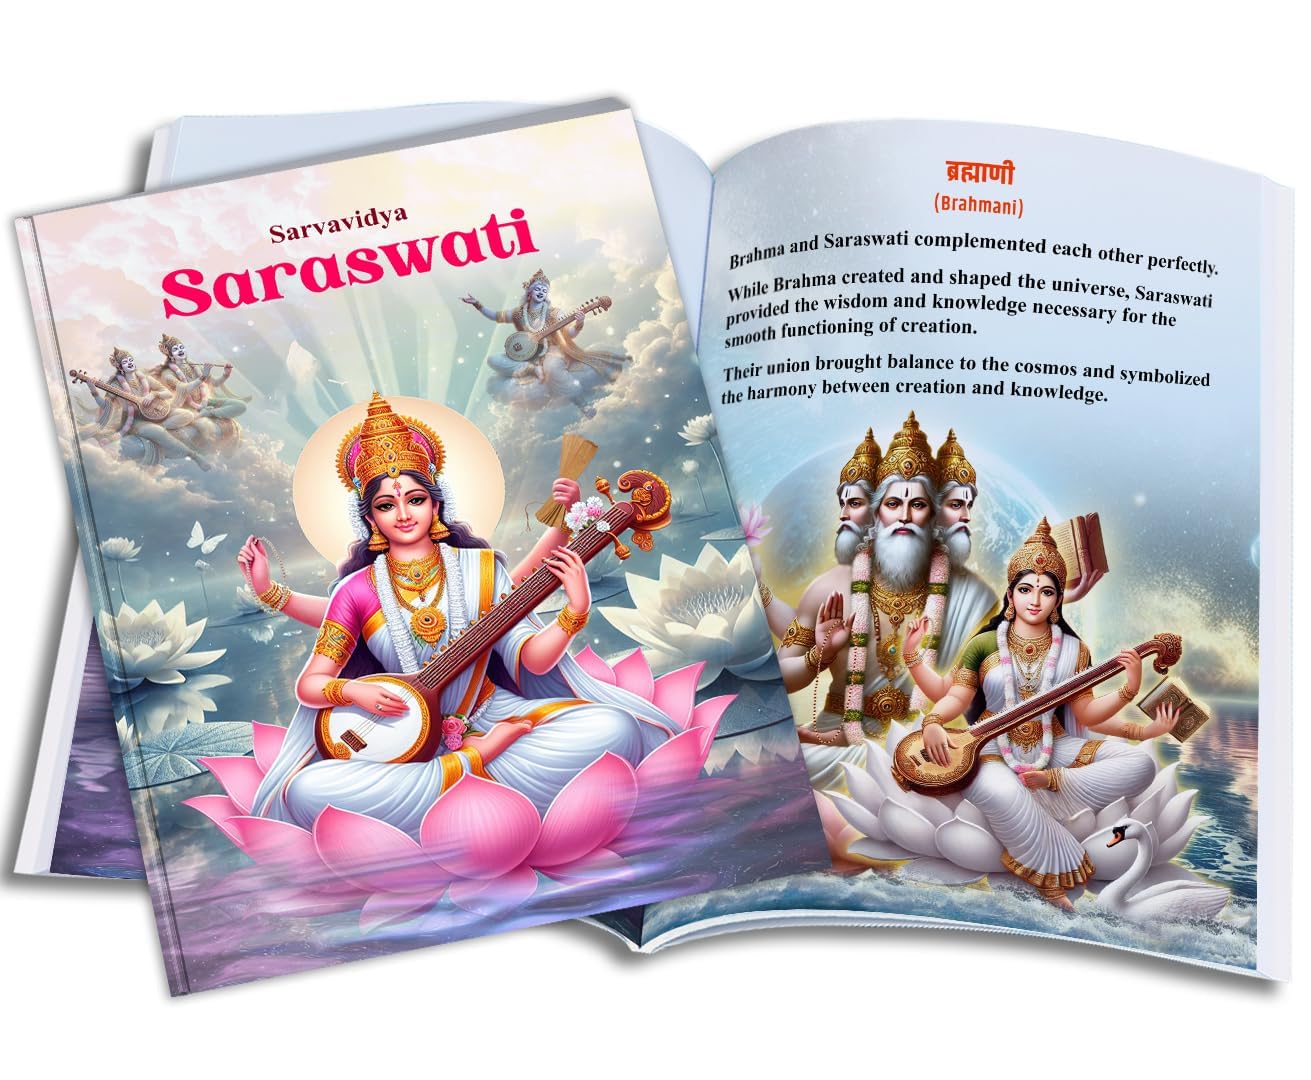 Sarvavidya
Saraswati
ब्रह्माणी
(Brahmani)
Brahma and Saraswati complemented each other perfectly.
While Brahma created and shaped the universe, Saraswati
provided the wisdom and knowledge necessary for the
smooth functioning of creation.
Their union brought balance to the cosmos and symbolized
the harmony between creation and knowledge.